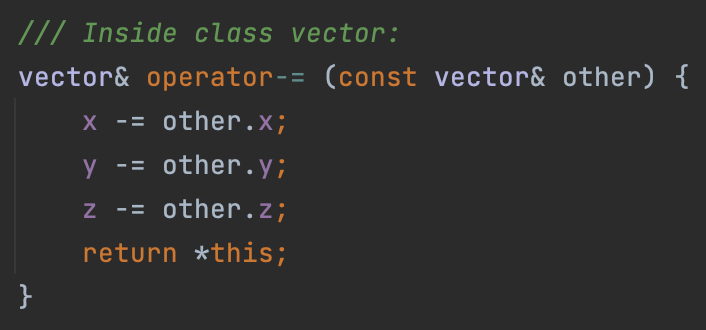 /// Inside class vector:
vector& operator-= (const vector& other) {
    x -= other.x;
    y -= other.y;
    z -= other.z;
    return *this;
}